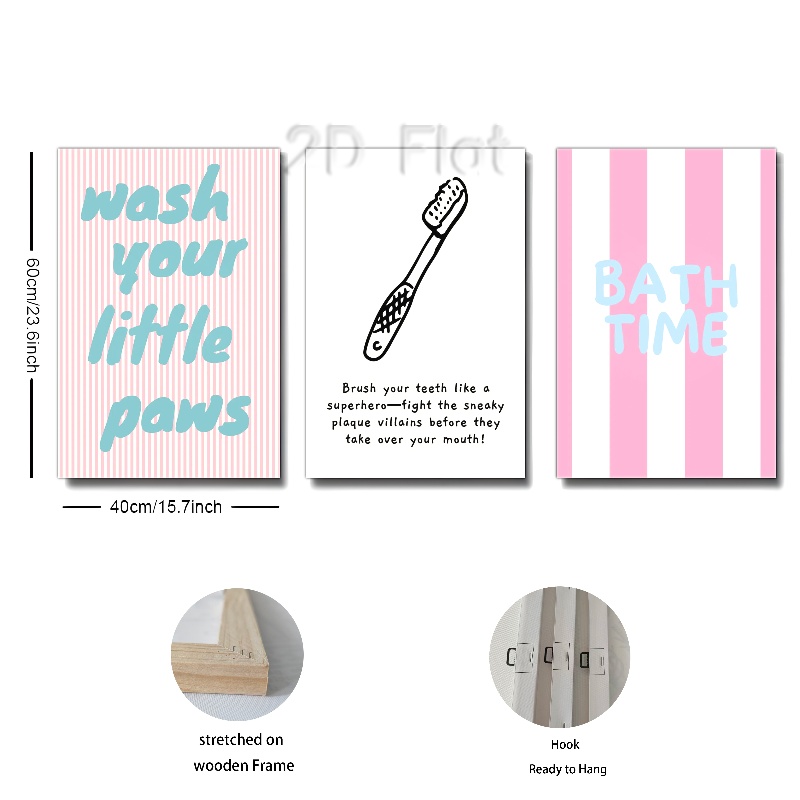 2D Flat
60cm/23.6inch
wash
your
little
paws
Brush your teeth like a
superhero—fight the sneaky
plaque villains before they
take over your mouth!
BATH
TIME
40cm/15.7inch
stretched on
wooden Frame
Hook
Ready to Hang